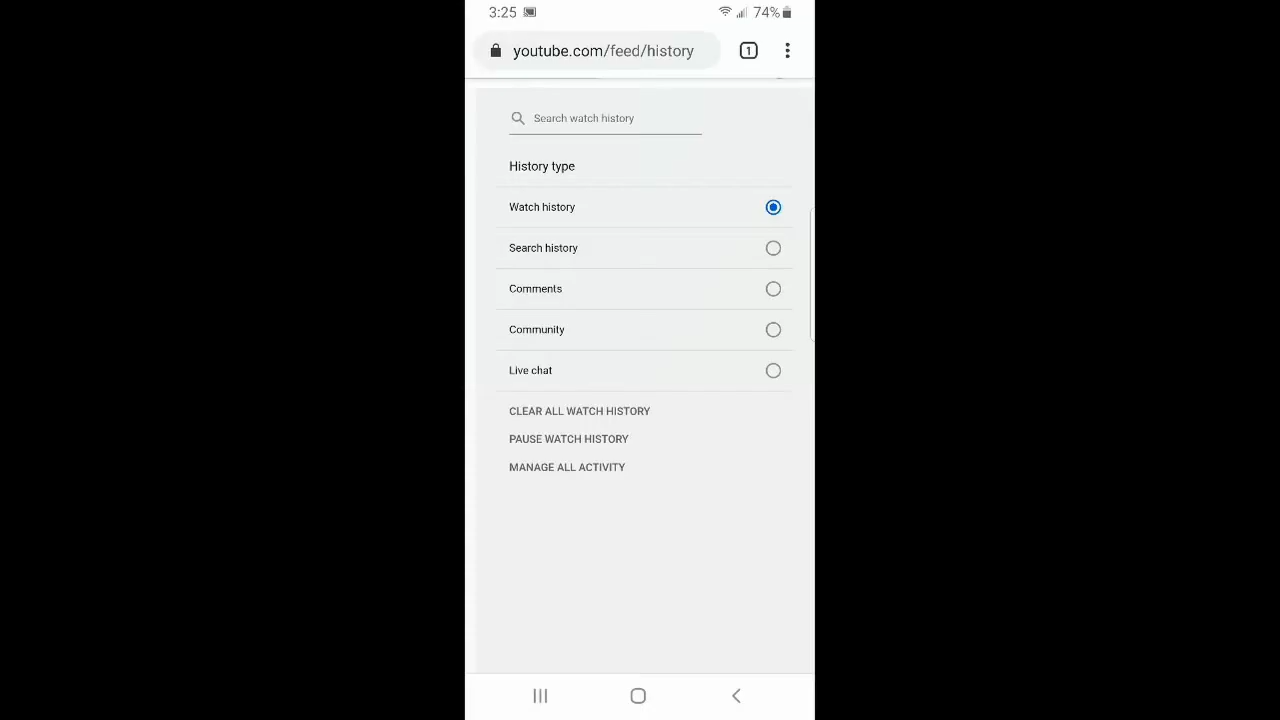 3:25 74%
youtube.com/feed/history 1
Search watch history
History type
Watch history
Search history
Comments
Community
Live chat
CLEAR ALL WATCH HISTORY
PAUSE WATCH HISTORY
MANAGE ALL ACTIVITY